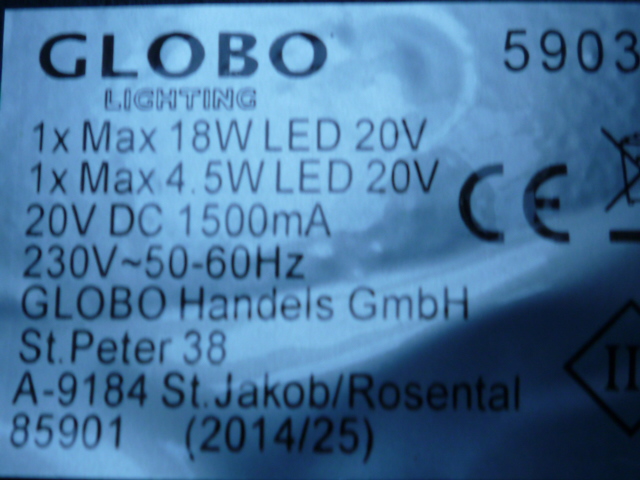 GLOBO 5903
LIGHTING
1x Max 18W LED 20V
1x Max 4.5W LED 20V
20V DC 1500mA
230V~50-60Hz
GLOBO Handels GmbH
St.Peter 38
A-9184 St.Jakob/Rosental
85901 (2014/25)
CE
II